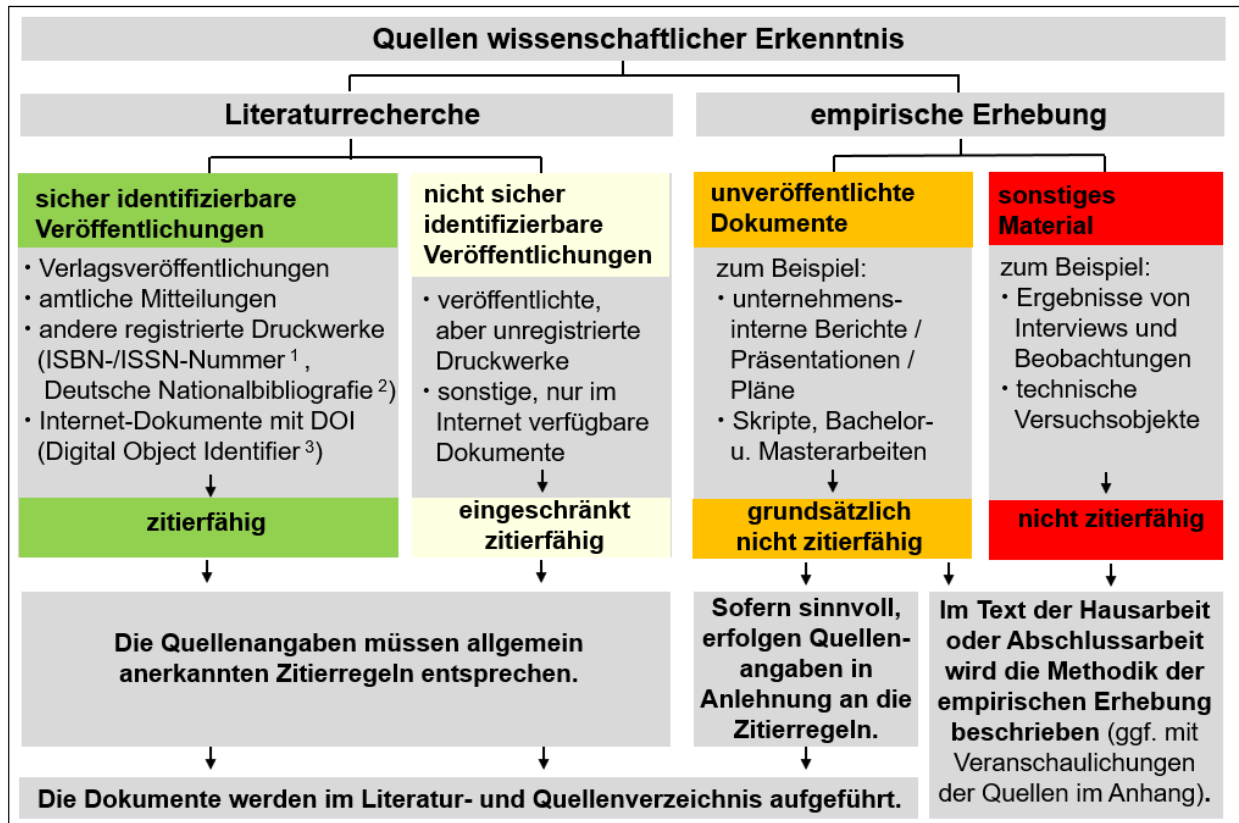 Quellen wissenschaftlicher Erkenntnis
Literaturrecherche
empirische Erhebung
sicher identifizierbare
Veröffentlichungen
· Verlagsveröffentlichungen
· amtliche Mitteilungen
· andere registrierte Druckwerke
(ISBN-/ISSN-Nummer ¹ ,
Deutsche Nationalbibliografie ²)
· Internet-Dokumente mit DOI
(Digital Object Identifier ³)
zitierfähig
nicht sicher
identifizierbare
Veröffentlichungen
· veröffentlichte,
aber unregistrierte
Druckwerke
· sonstige, nur im
Internet verfügbare
Dokumente
eingeschränkt
zitierfähig
unveröffentlichte
Dokumente
zum Beispiel:
· unternehmens-
interne Berichte /
Präsentationen /
Pläne
· Skripte, Bachelor-
u. Masterarbeiten
grundsätzlich
nicht zitierfähig
sonstiges
Material
zum Beispiel:
· Ergebnisse von
Interviews und
Beobachtungen
· technische
Versuchsobjekte
nicht zitierfähig
Die Quellenangaben müssen allgemein
anerkannten Zitierregeln entsprechen.
Sofern sinnvoll,
erfolgen Quellen-
angaben in
Anlehnung an die
Zitierregeln.
Im Text der Hausarbeit
oder Abschlussarbeit
wird die Methodik der
empirischen Erhebung
beschrieben (ggf. mit
Veranschaulichungen
der Quellen im Anhang).
Die Dokumente werden im Literatur- und Quellenverzeichnis aufgeführt.